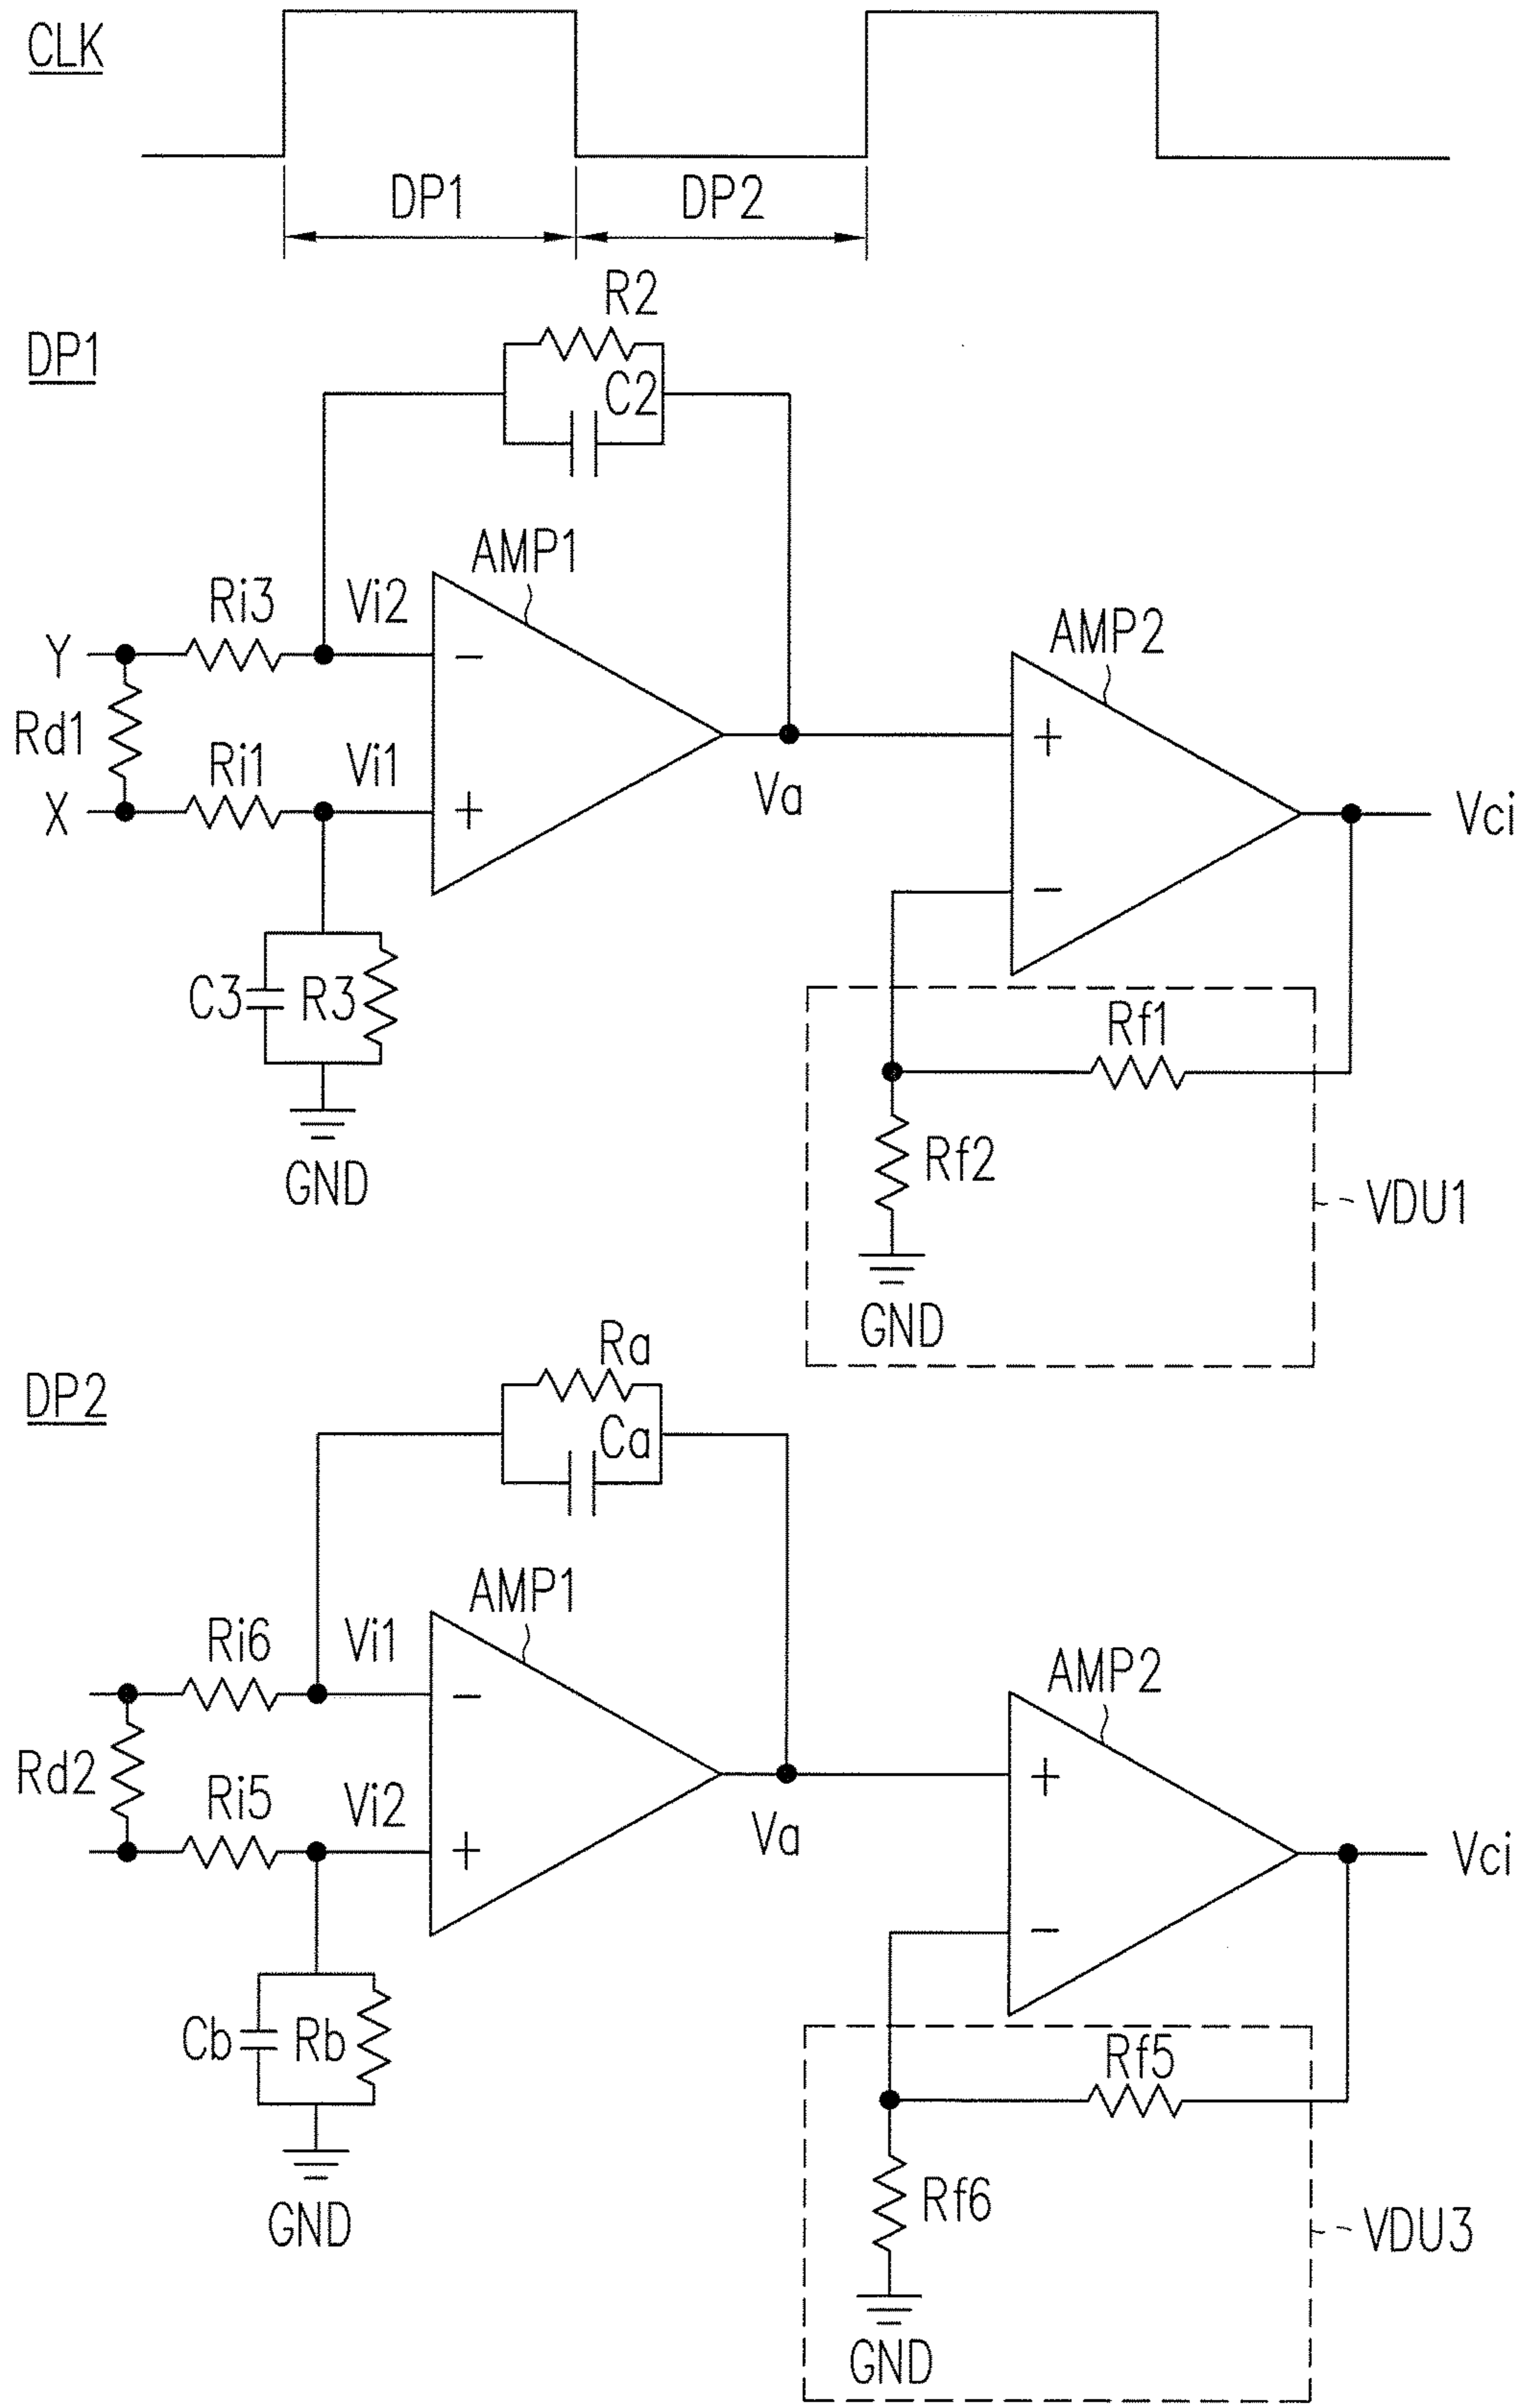 CLK
DP1
DP2
R2
DP1
C2
AMP1
Ri3
Vi2
AMP2
Y
−
Rd1
+
Ri1
Vi1
Va
X
+
Vci
−
C3
R3
Rf1
Rf2
GND
VDU1
GND
Ra
DP2
Ca
AMP1
Ri6
Vi1
AMP2
−
Rd2
+
Ri5
Vi2
Va
+
Vci
−
Cb
Rb
Rf5
Rf6
GND
VDU3
GND